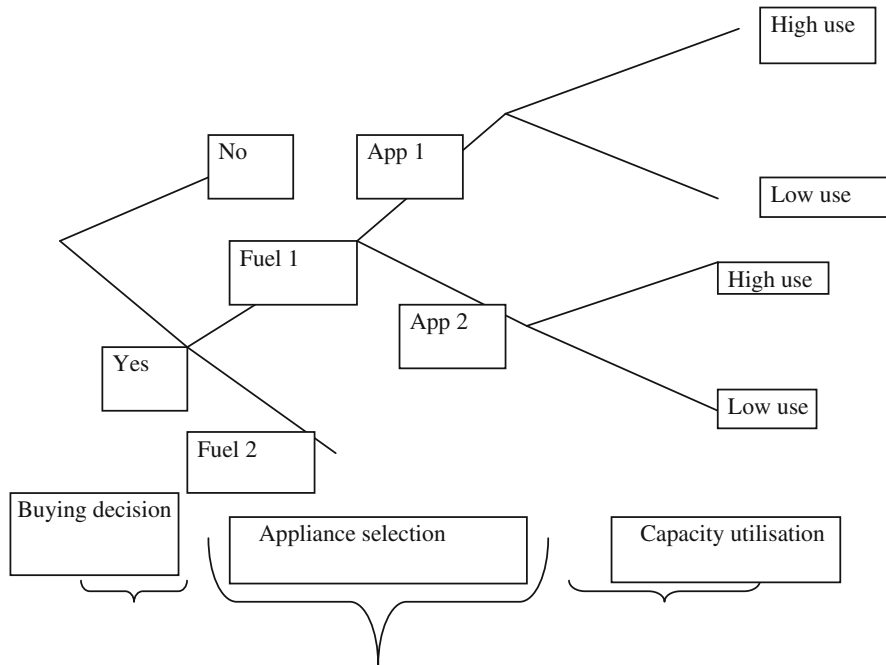 High use
No
App 1
Low use
Fuel 1
High use
App 2
Yes
Low use
Fuel 2
Buying decision
Appliance selection
Capacity utilisation